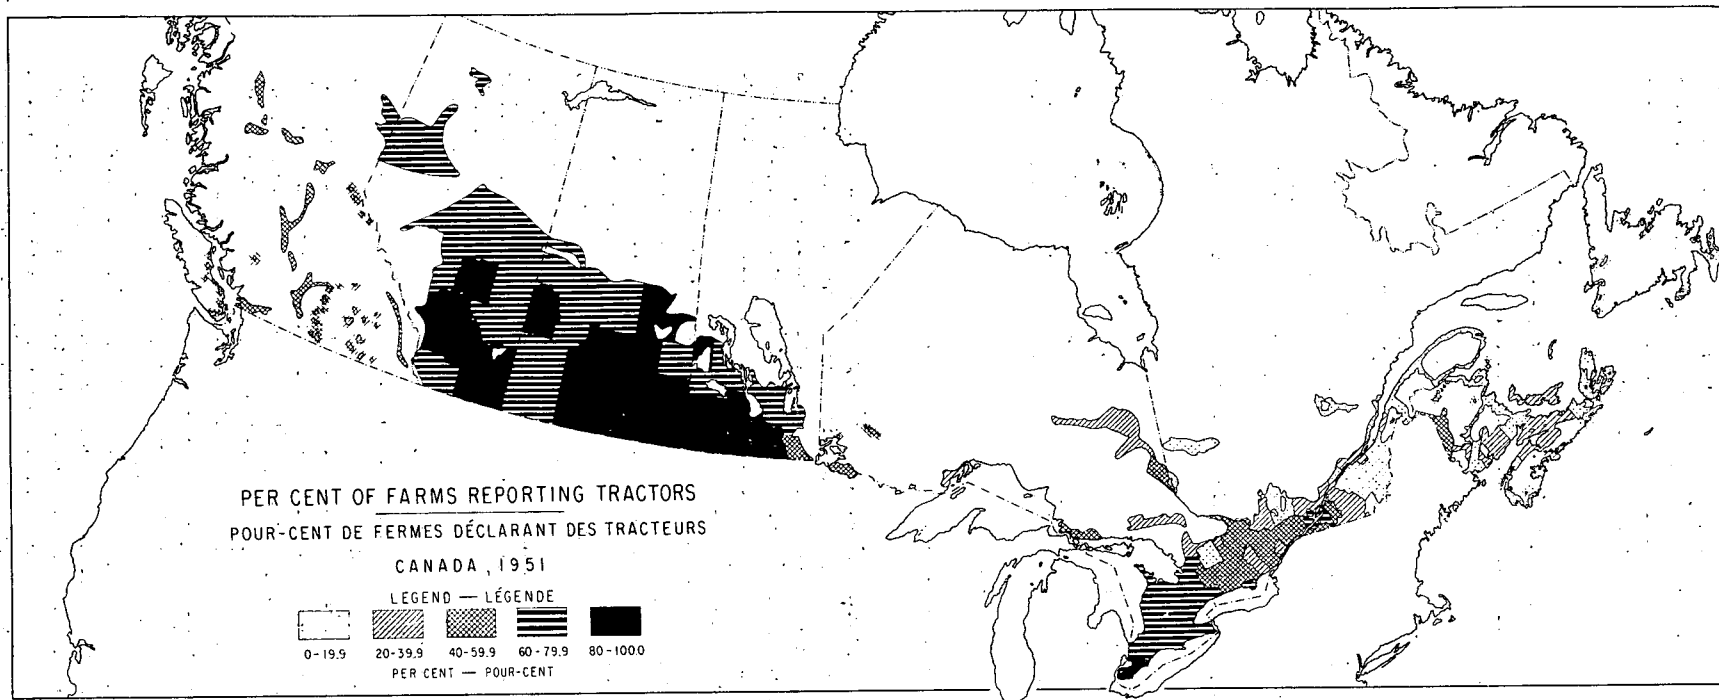 PER CENT OF FARMS REPORTING TRACTORS
POUR-CENT DE FERMES DÉCLARANT DES TRACTEURS
CANADA, 1951
LEGEND — LÉGENDE
0-19.9 20-39.9 40-59.9 60-79.9 80-100.0
PER CENT — POUR-CENT